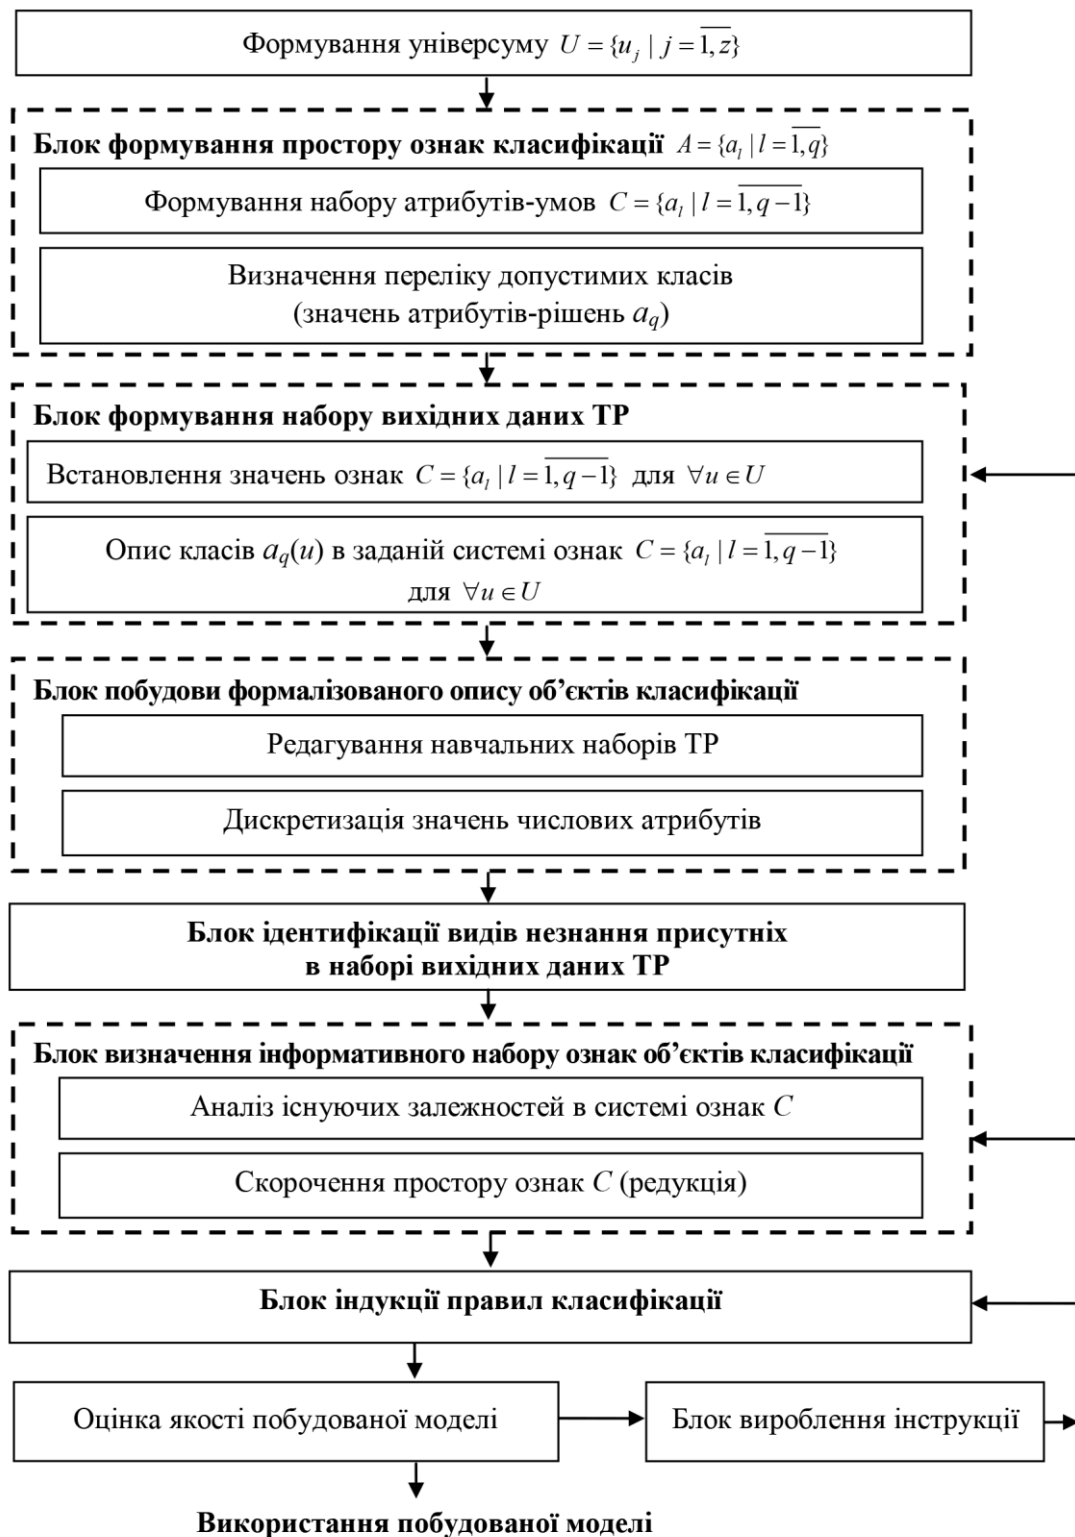 Формування універсуму U = {u_j | j = \overline{1, z}}
Блок формування простору ознак класифікації A = {a_l | l = \overline{1, q}}
Формування набору атрибутів-умов C = {a_l | l = \overline{1, q−1}}
Визначення переліку допустимих класів
(значень атрибутів-рішень a_q)
Блок формування набору вихідних даних ТР
Встановлення значень ознак C = {a_l | l = \overline{1, q−1}} для ∀u ∈ U
Опис класів a_q(u) в заданій системі ознак C = {a_l | l = \overline{1, q−1}}
для ∀u ∈ U
Блок побудови формалізованого опису об’єктів класифікації
Редагування навчальних наборів ТР
Дискретизація значень числових атрибутів
Блок ідентифікації видів незнання присутніх
в наборі вихідних даних ТР
Блок визначення інформативного набору ознак об’єктів класифікації
Аналіз існуючих залежностей в системі ознак C
Скорочення простору ознак C (редукція)
Блок індукції правил класифікації
Оцінка якості побудованої моделі
Блок вироблення інструкції
Використання побудованої моделі